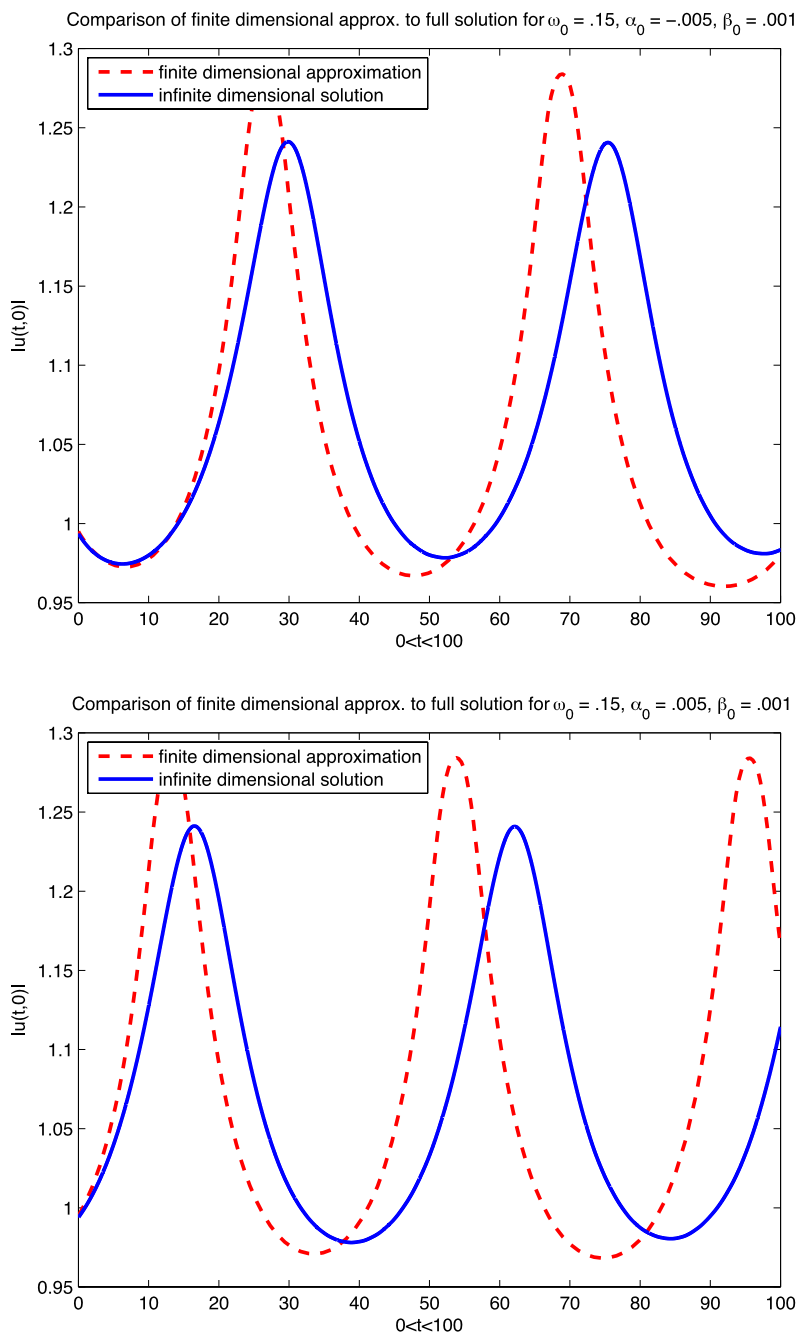 Comparison of finite dimensional approx. to full solution for ω₀ = .15, α₀ = −.005, β₀ = .001
1.3
finite dimensional approximation
infinite dimensional solution
1.25
1.2
1.15
|u(t,0)|
1.1
1.05
1
0.95
0 10 20 30 40 50 60 70 80 90 100
0<t<100
Comparison of finite dimensional approx. to full solution for ω₀ = .15, α₀ = .005, β₀ = .001
1.3
finite dimensional approximation
infinite dimensional solution
1.25
1.2
1.15
|u(t,0)|
1.1
1.05
1
0.95
0 10 20 30 40 50 60 70 80 90 100
0<t<100